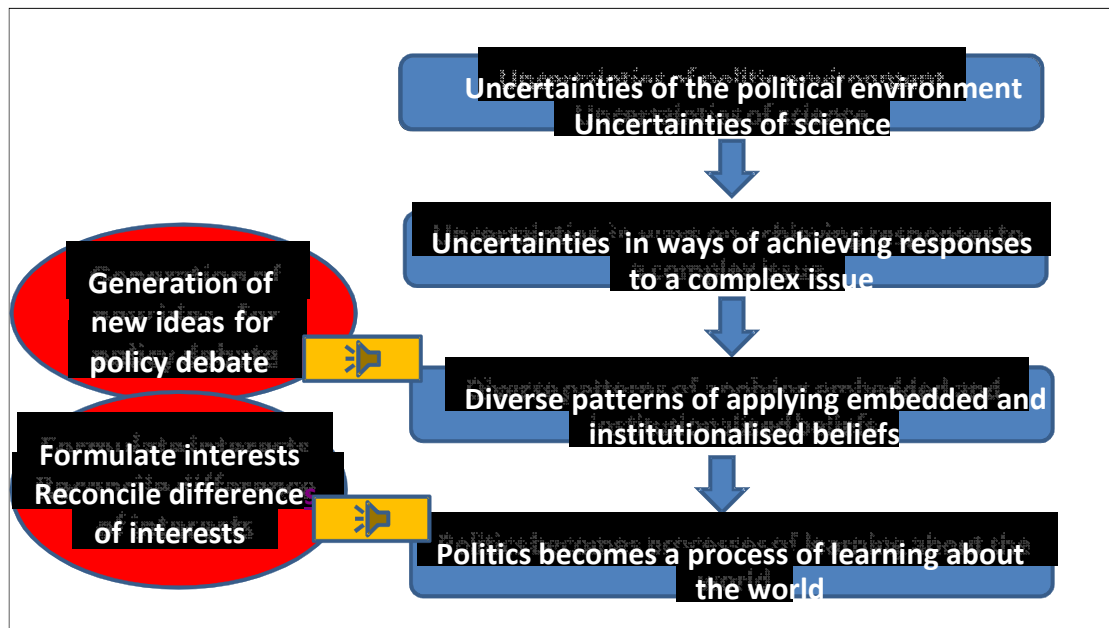 Uncertainties of the political environment
Uncertainties of science
Uncertainties in ways of achieving responses
to a complex issue
Generation of
new ideas for
policy debate
Diverse patterns of applying embedded and
institutionalised beliefs
Formulate interests
Reconcile difference
of interests
Politics becomes a process of learning about
the world